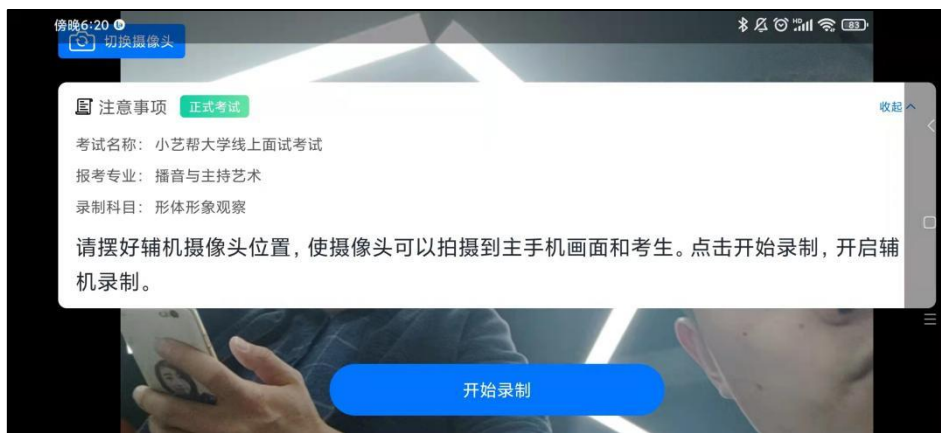 傍晚6:20
83
切换摄像头
注意事项 正式考试
收起
考试名称：小艺帮大学线上面试考试
报考专业：播音与主持艺术
录制科目：形体形象观察
请摆好辅机摄像头位置，使摄像头可以拍摄到主手机画面和考生。点击开始录制，开启辅
机录制。
开始录制